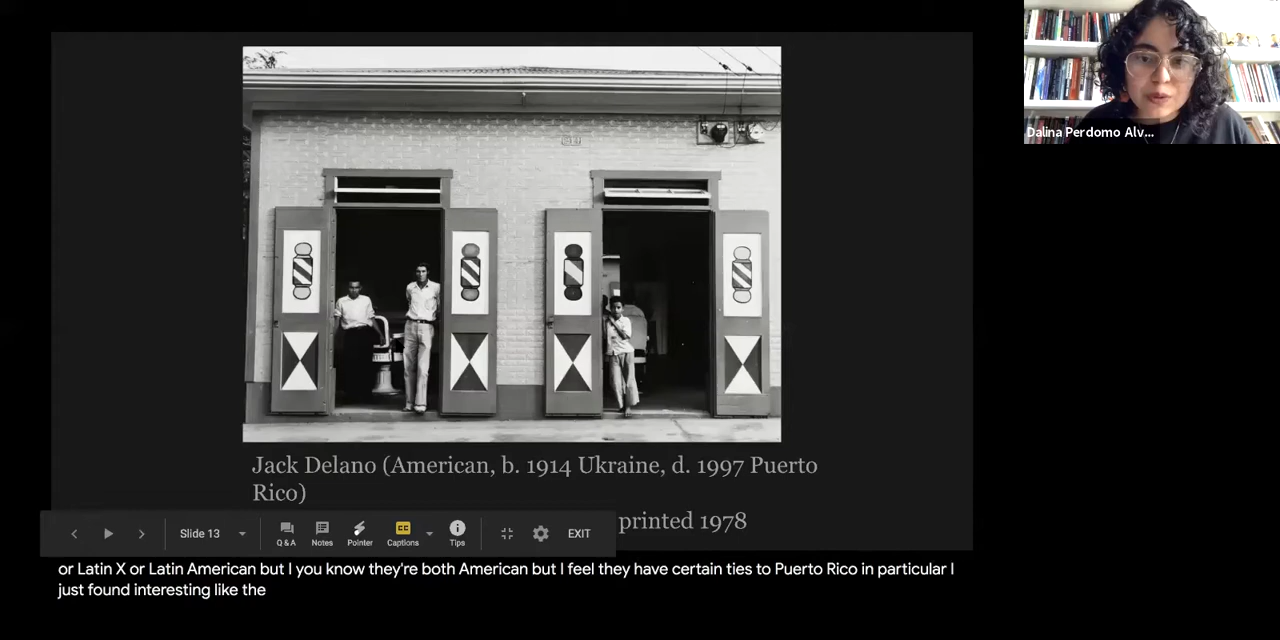 Dalina Perdomo Alv...
Jack Delano (American, b. 1914 Ukraine, d. 1997 Puerto
Rico)
printed 1978
Slide 13
Q & A
Notes
Pointer
Captions
Tips
EXIT
or Latin X or Latin American but I you know they're both American but I feel they have certain ties to Puerto Rico in particular I
just found interesting like the